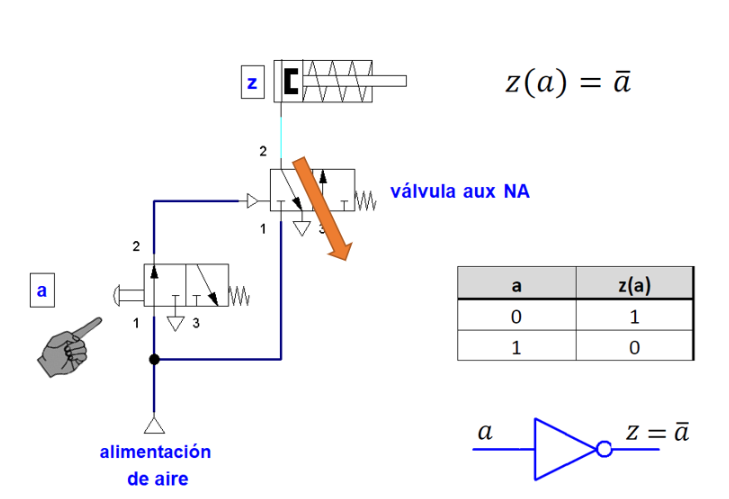 z
z(a) = a̅
2
válvula aux NA
1
3
2
a
1
3
a z(a)
0 1
1 0
a
z = a̅
alimentación
de aire